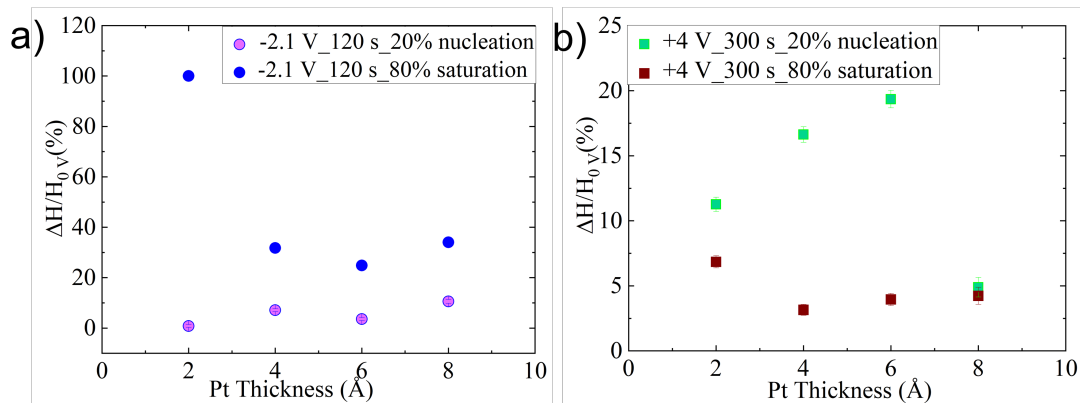 a)
-2.1 V_120 s_20% nucleation
-2.1 V_120 s_80% saturation
120
100
80
60
40
20
0
ΔH/H0 V(%)
0 2 4 6 8 10
Pt Thickness (Å)
b)
+4 V_300 s_20% nucleation
+4 V_300 s_80% saturation
25
20
15
10
5
0
ΔH/H0 V(%)
0 2 4 6 8 10
Pt Thickness (Å)